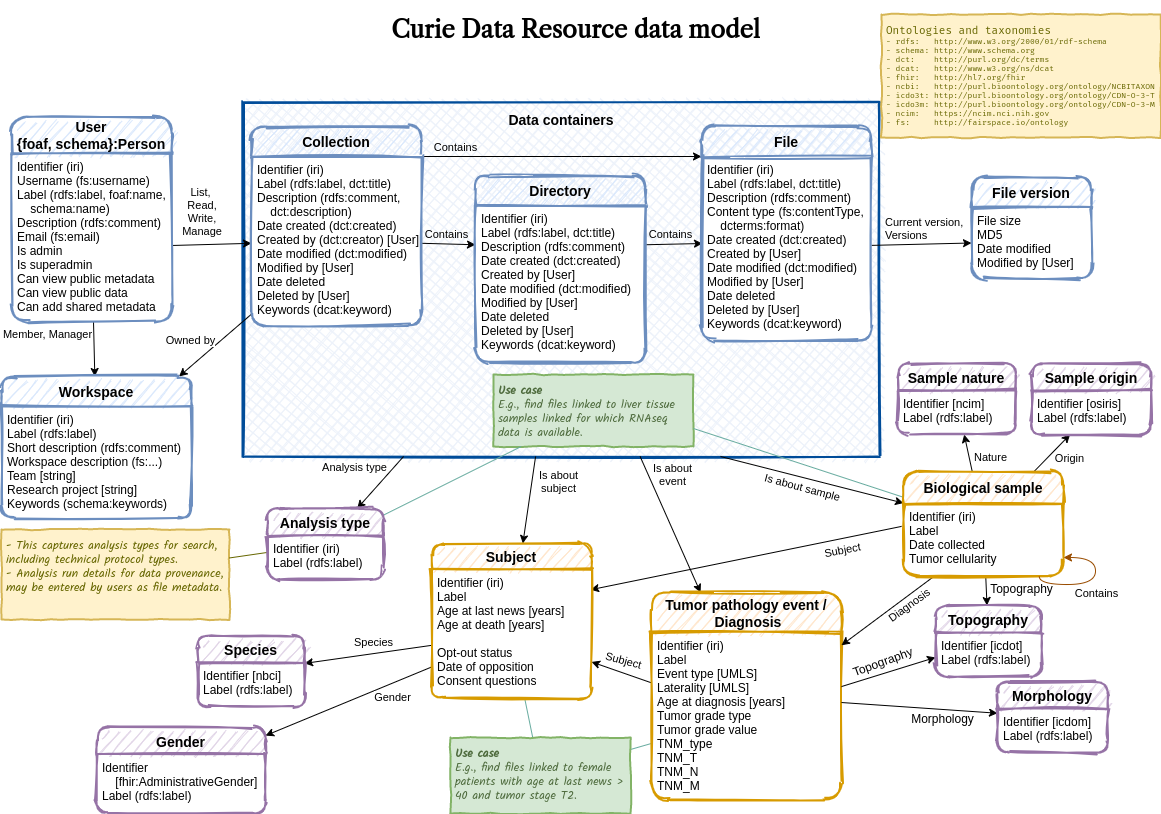 Curie Data Resource data model
Ontologies and taxonomies
- rdfs: http://www.w3.org/2000/01/rdf-schema
- schema: http://www.schema.org
- dct: http://purl.org/dc/terms
- dcat: http://www.w3.org/ns/dcat
- fhir: http://hl7.org/fhir
- ncbi: http://purl.bioontology.org/ontology/NCBITAXON
- icdo3t: http://purl.bioontology.org/ontology/CDN-O-3-T
- icdo3m: http://purl.bioontology.org/ontology/CDN-O-3-M
- ncim: https://ncim.nci.nih.gov
- fs: http://fairspace.io/ontology
User
{foaf, schema}:Person
Identifier (iri)
Username (fs:username)
Label (rdfs:label, foaf:name,
schema:name)
Description (rdfs:comment)
Email (fs:email)
Is admin
Is superadmin
Can view public metadata
Can view public data
Can add shared metadata
List,
Read,
Write,
Manage
Member, Manager
Owned by
Data containers
Collection
Identifier (iri)
Label (rdfs:label, dct:title)
Description (rdfs:comment,
dct:description)
Date created (dct:created)
Created by (dct:creator) [User]
Date modified (dct:modified)
Modified by [User]
Date deleted
Deleted by [User]
Keywords (dcat:keyword)
Contains
Contains
Directory
Identifier (iri)
Label (rdfs:label, dct:title)
Description (rdfs:comment)
Date created (dct:created)
Created by [User]
Date modified (dct:modified)
Modified by [User]
Date deleted
Deleted by [User]
Keywords (dcat:keyword)
Contains
File
Identifier (iri)
Label (rdfs:label, dct:title)
Description (rdfs:comment)
Content type (fs:contentType,
dcterms:format)
Date created (dct:created)
Created by [User]
Date modified (dct:modified)
Modified by [User]
Date deleted
Deleted by [User]
Keywords (dcat:keyword)
Current version,
Versions
File version
File size
MD5
Date modified
Modified by [User]
Workspace
Identifier (iri)
Label (rdfs:label)
Short description (rdfs:comment)
Workspace description (fs:...)
Team [string]
Research project [string]
Keywords (schema:keywords)
Use case
E.g., find files linked to liver tissue
samples linked for which RNAseq
data is available.
Sample nature
Identifier [ncim]
Label (rdfs:label)
Sample origin
Identifier [osiris]
Label (rdfs:label)
Nature
Origin
Analysis type
Is about
subject
Is about
event
Is about sample
Biological sample
Identifier (iri)
Label
Date collected
Tumor cellularity
Contains
Analysis type
Identifier (iri)
Label (rdfs:label)
- This captures analysis types for search,
including technical protocol types.
- Analysis run details for data provenance,
may be entered by users as file metadata.
Subject
Identifier (iri)
Label
Age at last news [years]
Age at death [years]
Opt-out status
Date of opposition
Consent questions
Subject
Diagnosis
Topography
Tumor pathology event /
Diagnosis
Identifier (iri)
Label
Event type [UMLS]
Laterality [UMLS]
Age at diagnosis [years]
Tumor grade type
Tumor grade value
TNM_type
TNM_T
TNM_N
TNM_M
Subject
Topography
Morphology
Topography
Identifier [icdot]
Label (rdfs:label)
Morphology
Identifier [icdom]
Label (rdfs:label)
Species
Gender
Species
Identifier [nbci]
Label (rdfs:label)
Gender
Identifier
[fhir:AdministrativeGender]
Label (rdfs:label)
Use case
E.g., find files linked to female
patients with age at last news >
40 and tumor stage T2.